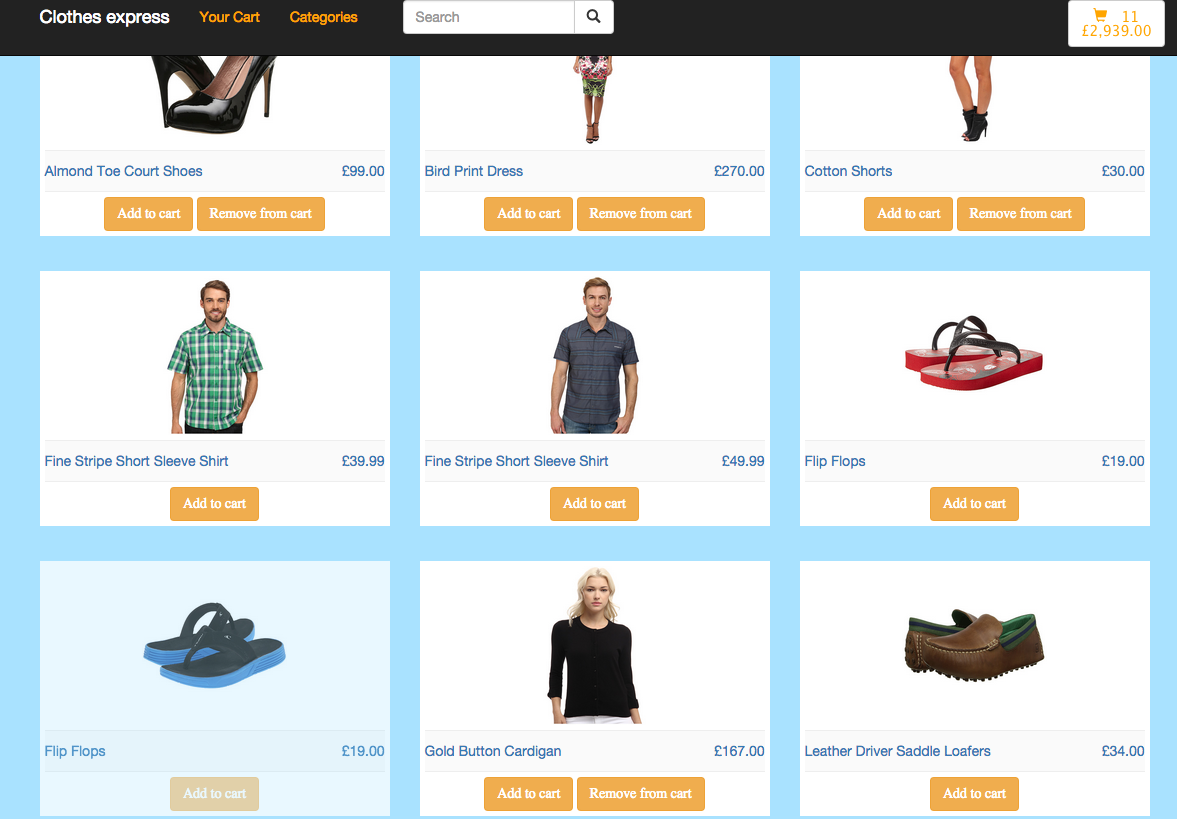 Clothes express Your Cart Categories Search 11
£2,939.00
Almond Toe Court Shoes £99.00
Add to cart Remove from cart
Bird Print Dress £270.00
Add to cart Remove from cart
Cotton Shorts £30.00
Add to cart Remove from cart
Fine Stripe Short Sleeve Shirt £39.99
Add to cart
Fine Stripe Short Sleeve Shirt £49.99
Add to cart
Flip Flops £19.00
Add to cart
Flip Flops £19.00
Add to cart
Gold Button Cardigan £167.00
Add to cart Remove from cart
Leather Driver Saddle Loafers £34.00
Add to cart